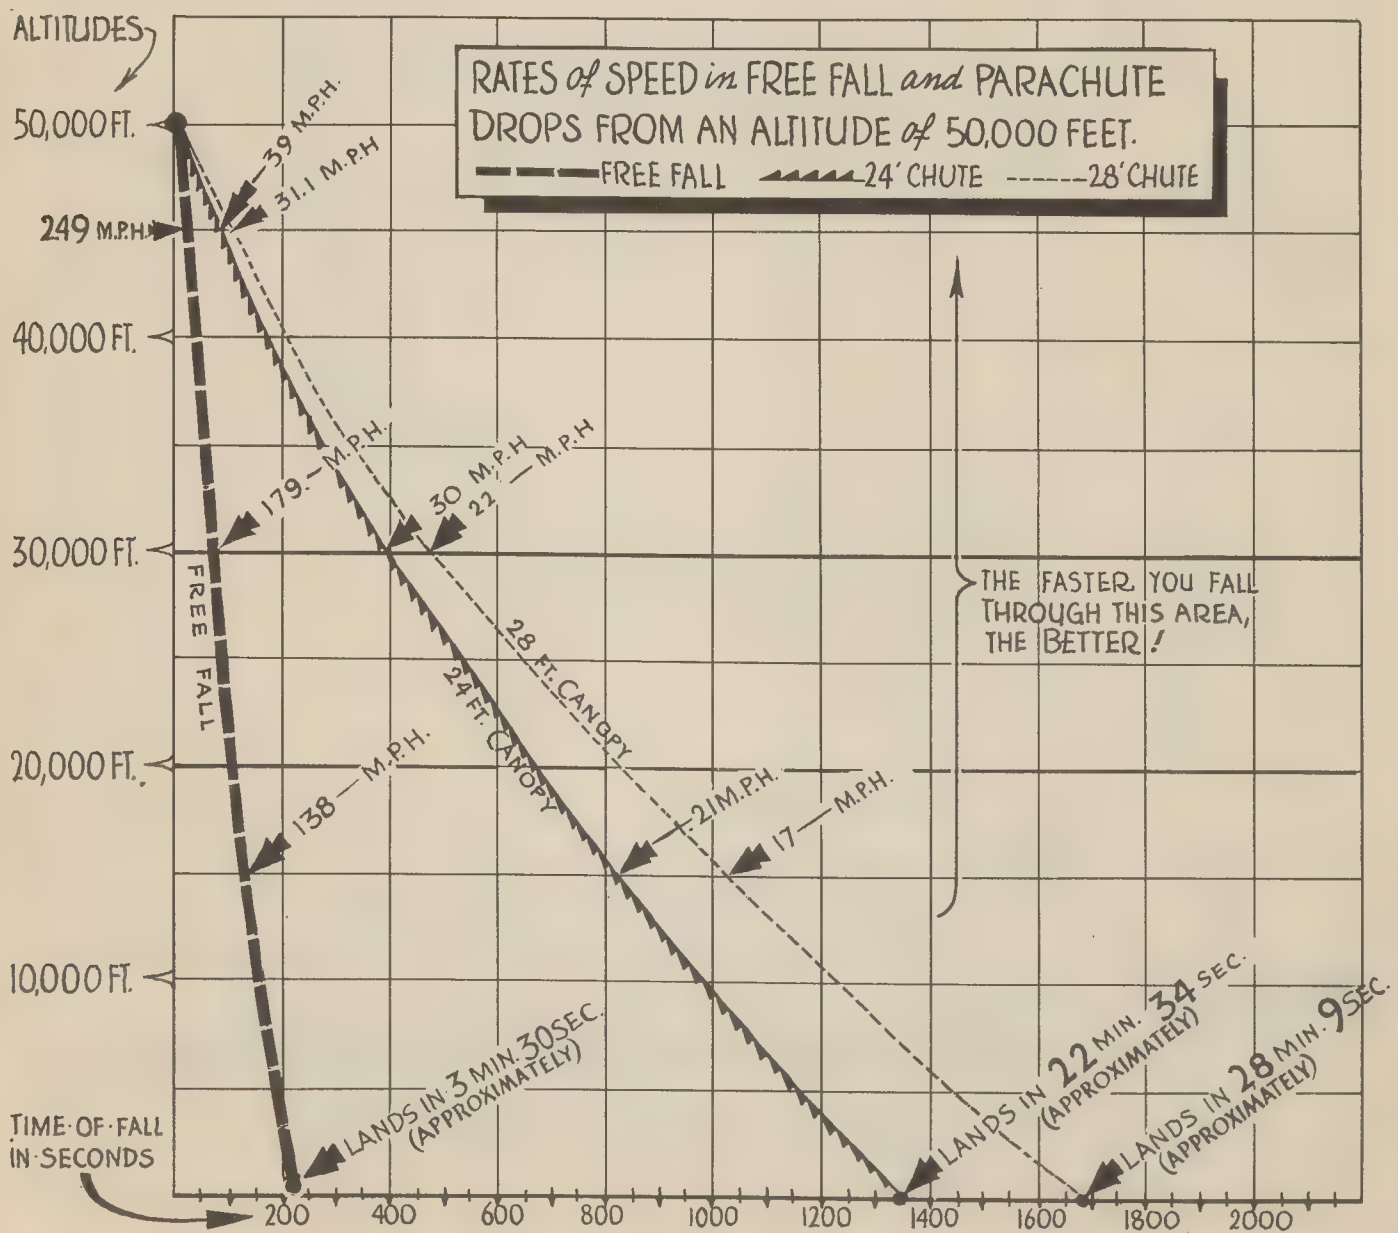 ALTITUDES
RATES of SPEED in FREE FALL and PARACHUTE
DROPS FROM AN ALTITUDE of 50,000 FEET.
FREE FALL 24' CHUTE 28' CHUTE
50,000 FT.
39 M.P.H.
31.1 M.P.H
249 M.P.H.
40,000 FT.
179 M.P.H.
30 M.P.H
22 M.P.H
30,000 FT.
FREE FALL
THE FASTER YOU FALL
THROUGH THIS AREA,
THE BETTER!
28 FT. CANOPY
24 FT. CANOPY
20,000 FT.
138 M.P.H.
21 M.P.H.
17 M.P.H.
10,000 FT.
LANDS IN 3 MIN. 30 SEC.
(APPROXIMATELY)
LANDS IN 22 MIN. 34 SEC.
(APPROXIMATELY)
LANDS IN 28 MIN. 9 SEC.
(APPROXIMATELY)
TIME·OF·FALL
IN·SECONDS
200 400 600 800 1000 1200 1400 1600 1800 2000